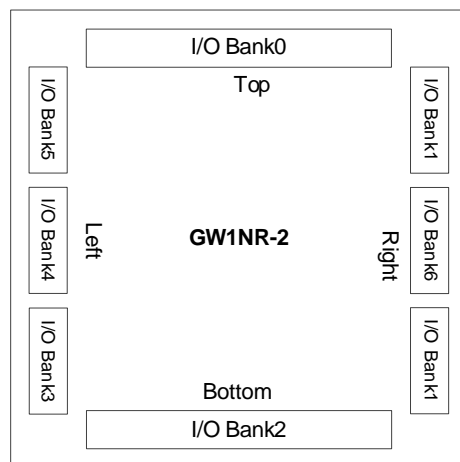 I/O Bank0
Top
I/O Bank5
I/O Bank1
I/O Bank4
Left
GW1NR-2
Right
I/O Bank6
I/O Bank3
I/O Bank1
Bottom
I/O Bank2